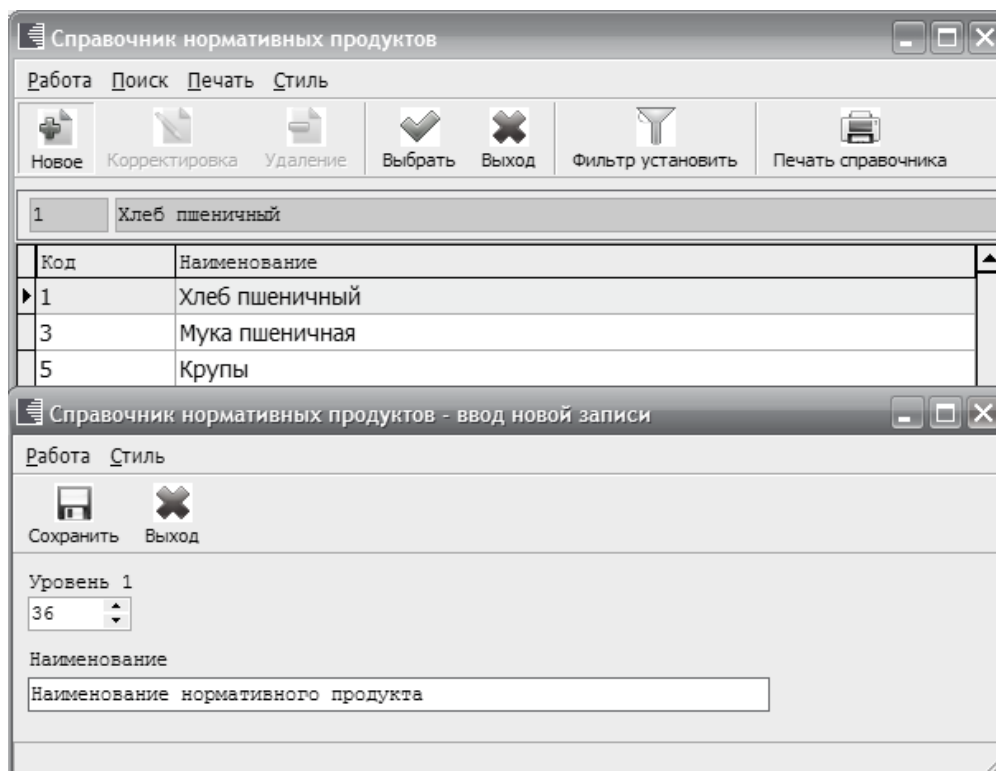 Справочник нормативных продуктов
Работа Поиск Печать Стиль
Новое Корректировка Удаление Выбрать Выход Фильтр установить Печать справочника
1 Хлеб пшеничный
Код Наименование
1 Хлеб пшеничный
3 Мука пшеничная
5 Крупы
Справочник нормативных продуктов - ввод новой записи
Работа Стиль
Сохранить Выход
Уровень 1
36
Наименование
Наименование нормативного продукта